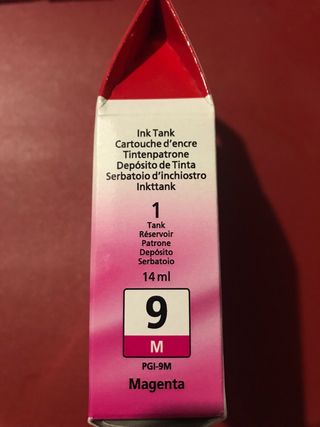 Ink Tank
Cartouche d'encre
Tintenpatrone
Depósito de Tinta
Serbatoio d'inchiostro
Inkttank
1
Tank
Réservoir
Patrone
Depósito
Serbatoio
14 ml
9
M
PGI-9M
Magenta